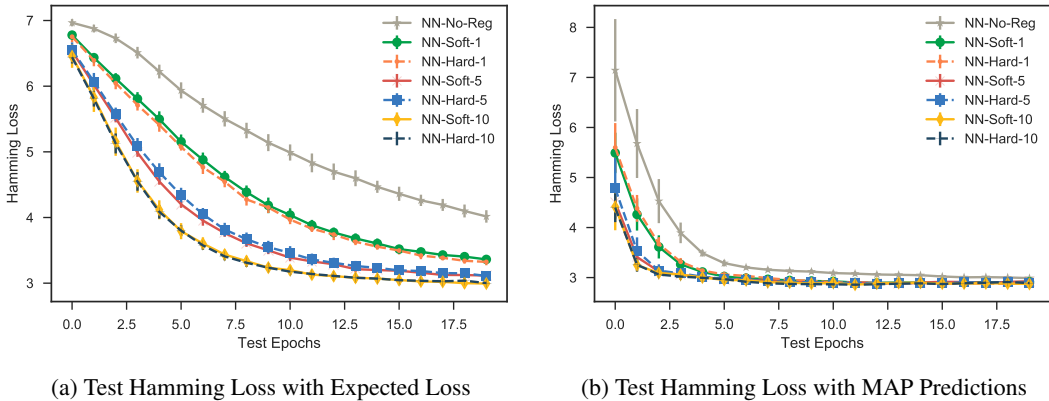 7
6
5
4
3
Hamming Loss
0.0 2.5 5.0 7.5 10.0 12.5 15.0 17.5
Test Epochs
NN-No-Reg
NN-Soft-1
NN-Hard-1
NN-Soft-5
NN-Hard-5
NN-Soft-10
NN-Hard-10
(a) Test Hamming Loss with Expected Loss
8
7
6
5
4
3
Hamming Loss
0.0 2.5 5.0 7.5 10.0 12.5 15.0 17.5
Test Epochs
NN-No-Reg
NN-Soft-1
NN-Hard-1
NN-Soft-5
NN-Hard-5
NN-Soft-10
NN-Hard-10
(b) Test Hamming Loss with MAP Predictions